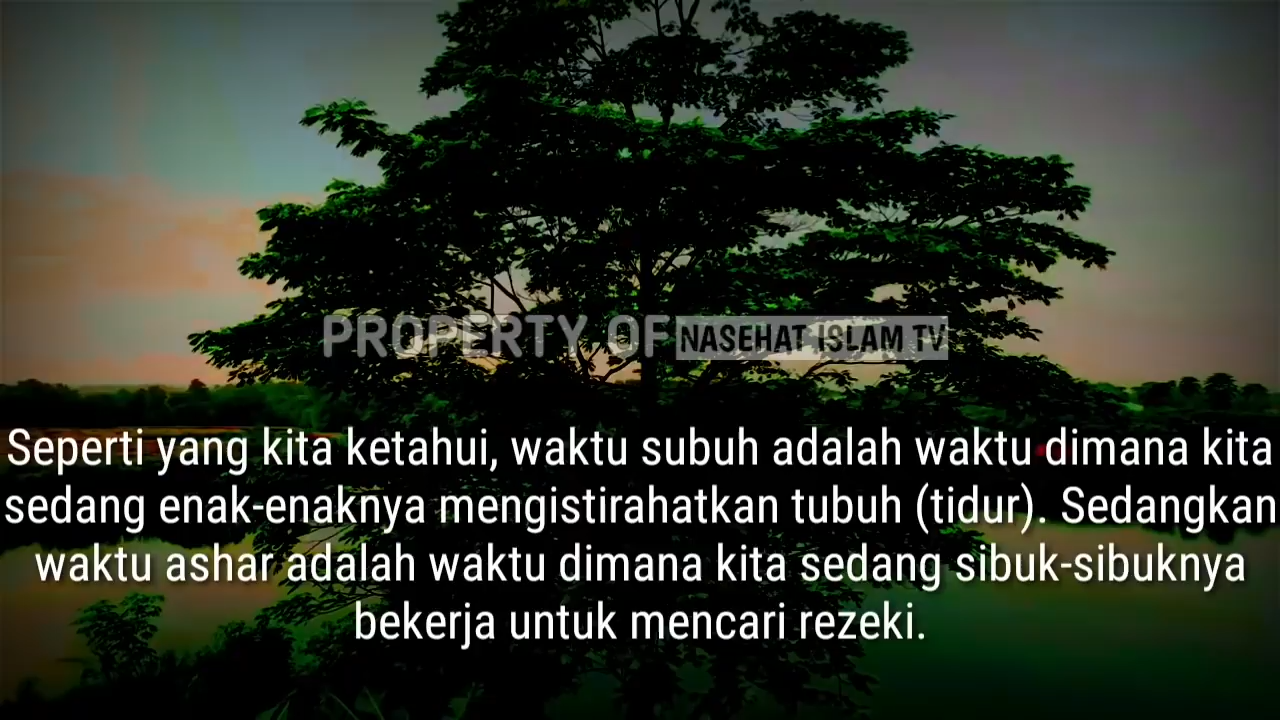 PROPERTY OF NASEHAT ISLAM TV
Seperti yang kita ketahui, waktu subuh adalah waktu dimana kita
sedang enak-enaknya mengistirahatkan tubuh (tidur). Sedangkan
waktu ashar adalah waktu dimana kita sedang sibuk-sibuknya
bekerja untuk mencari rezeki.